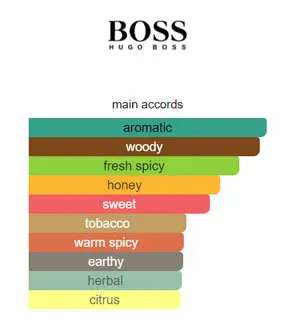 BOSS
HUGO BOSS
main accords
aromatic
woody
fresh spicy
honey
sweet
tobacco
warm spicy
earthy
herbal
citrus